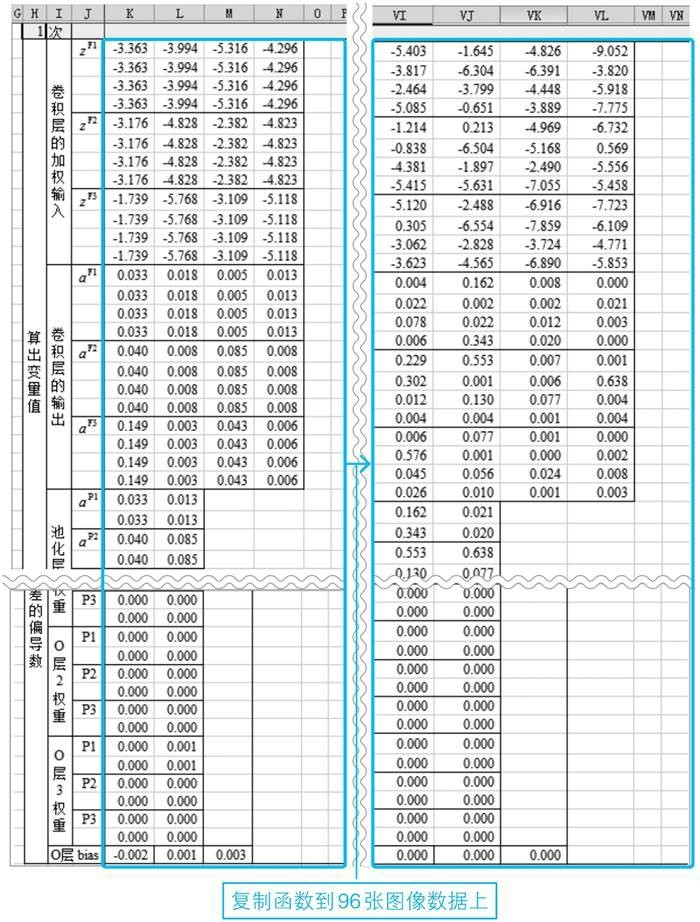 G H I J K L M N O P VI VJ VK VL VM VN
1 次
z^F1 -3.363 -3.994 -5.316 -4.296 -5.403 -1.645 -4.826 -9.052
-3.363 -3.994 -5.316 -4.296 -3.817 -6.304 -6.391 -3.820
-3.363 -3.994 -5.316 -4.296 -2.464 -3.799 -4.448 -5.918
-3.363 -3.994 -5.316 -4.296 -5.085 -0.651 -3.889 -7.775
z^F2 -3.176 -4.828 -2.382 -4.823 -1.214 0.213 -4.969 -6.732
-3.176 -4.828 -2.382 -4.823 -0.838 -6.504 -5.168 0.569
-3.176 -4.828 -2.382 -4.823 -4.381 -1.897 -2.490 -5.556
-3.176 -4.828 -2.382 -4.823 -5.415 -5.631 -7.055 -5.458
z^F3 -1.739 -5.768 -3.109 -5.118 -5.120 -2.488 -6.916 -7.723
-1.739 -5.768 -3.109 -5.118 0.305 -6.554 -7.859 -6.109
-1.739 -5.768 -3.109 -5.118 -3.062 -2.828 -3.724 -4.771
-1.739 -5.768 -3.109 -5.118 -3.623 -4.565 -6.890 -5.853
卷积层的加权输入
a^F1 0.033 0.018 0.005 0.013 0.004 0.162 0.008 0.000
0.033 0.018 0.005 0.013 0.022 0.002 0.002 0.021
0.033 0.018 0.005 0.013 0.078 0.022 0.012 0.003
0.033 0.018 0.005 0.013 0.006 0.343 0.020 0.000
a^F2 0.040 0.008 0.085 0.008 0.229 0.553 0.007 0.001
0.040 0.008 0.085 0.008 0.302 0.001 0.006 0.638
0.040 0.008 0.085 0.008 0.012 0.130 0.077 0.004
0.040 0.008 0.085 0.008 0.004 0.004 0.001 0.004
a^F3 0.149 0.003 0.043 0.006 0.006 0.077 0.001 0.000
0.149 0.003 0.043 0.006 0.576 0.001 0.000 0.002
0.149 0.003 0.043 0.006 0.045 0.056 0.024 0.008
0.149 0.003 0.043 0.006 0.026 0.010 0.001 0.003
算出变量值
卷积层的输出
a^P1 0.033 0.013 0.162 0.021
0.033 0.013 0.343 0.020
a^P2 0.040 0.085 0.553 0.638
0.040 0.085 0.130 0.077
池化层
差的偏导数
权重
P3 0.000 0.000 0.000 0.000
0.000 0.000 0.000 0.000
O层2权重
P1 0.000 0.000 0.000 0.000
0.000 0.000 0.000 0.000
P2 0.000 0.000 0.000 0.000
0.000 0.000 0.000 0.000
P3 0.000 0.000 0.000 0.000
0.000 0.000 0.000 0.000
O层3权重
P1 0.000 0.001 0.000 0.000
0.000 0.001 0.000 0.000
P2 0.000 0.000 0.000 0.000
0.000 0.000 0.000 0.000
P3 0.000 0.000 0.000 0.000
0.000 0.000 0.000 0.000
O层 bias -0.002 0.001 0.003 0.000 0.000 0.000
复制函数到96张图像数据上